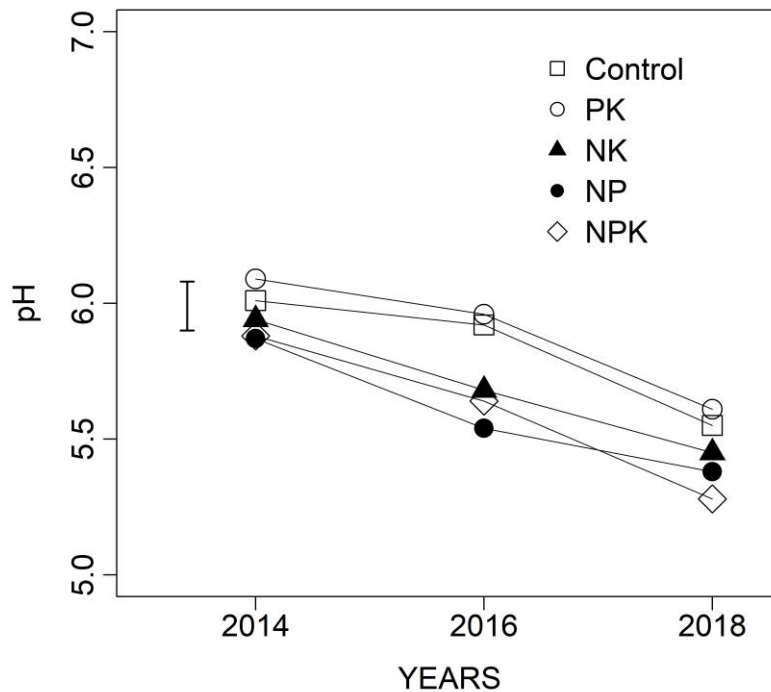 7.0
6.5
6.0
5.5
5.0
pH
Control
PK
NK
NP
NPK
2014 2016 2018
YEARS